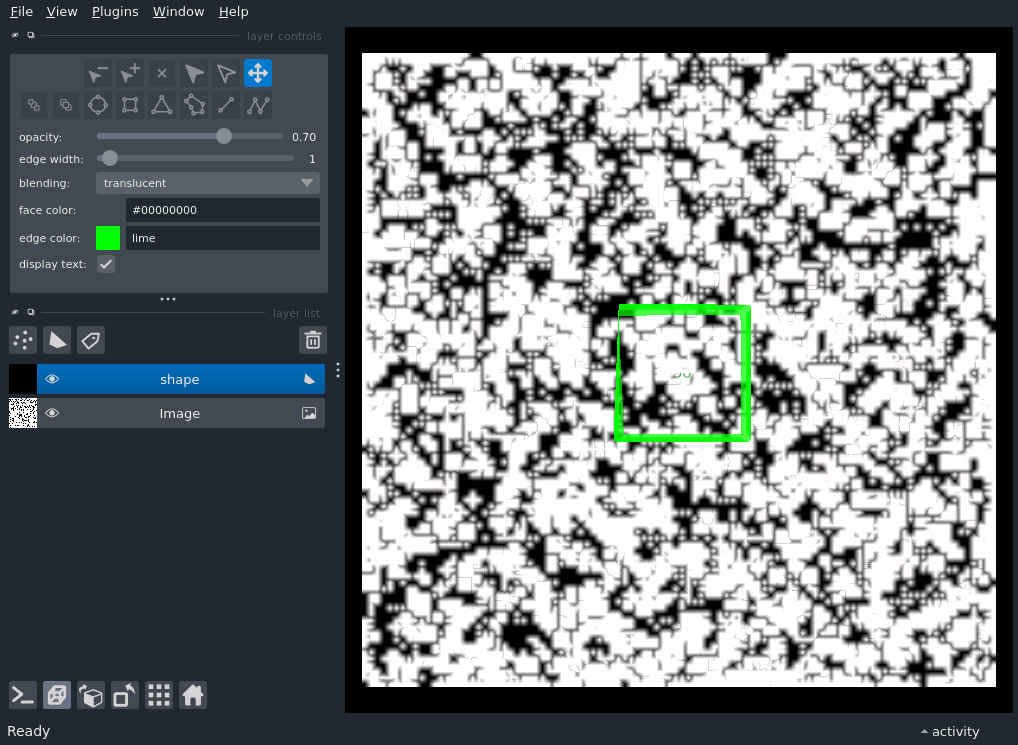 File View Plugins Window Help
layer controls
opacity: 0.70
edge width: 1
blending: translucent
face color: #00000000
edge color: lime
display text:
layer list
shape
Image
Ready
activity